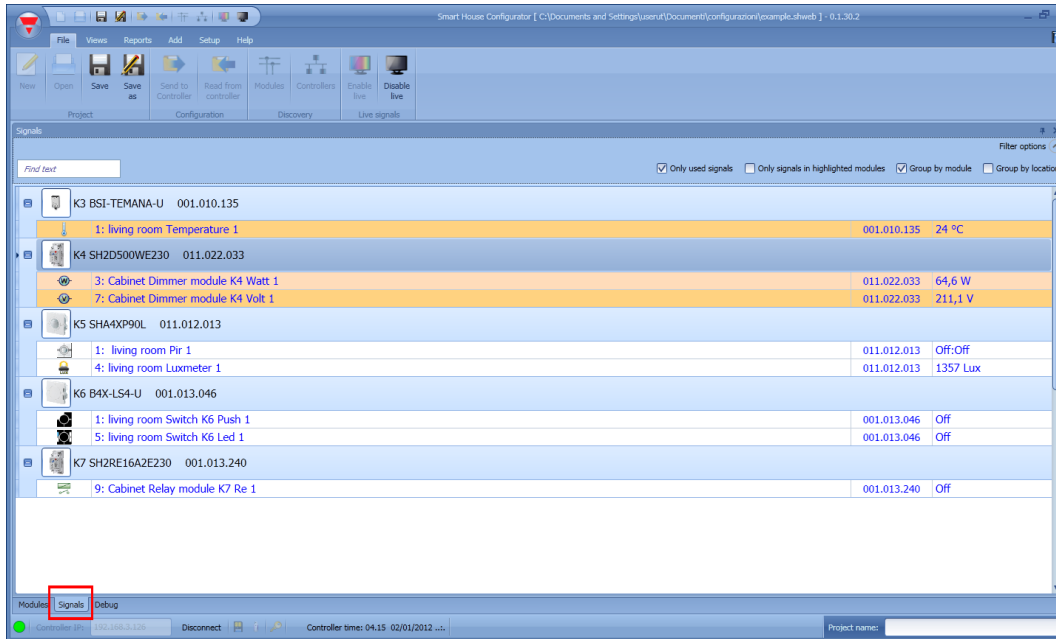 Smart House Configurator [ C:\Documents and Settings\userut\Documenti\configurazioni\example.shweb ] - 0.1.30.2
File Views Reports Add Setup Help
New Open Save Save as Send to Controller Read from controller Modules Controllers Enable live Disable live
Project Configuration Discovery Live signals
Signals
Filter options
Find text Only used signals Only signals in highlighted modules Group by module Group by location
K3 BSI-TEMANA-U 001.010.135
1: living room Temperature 1 001.010.135 24 °C
K4 SH2D500WE230 011.022.033
3: Cabinet Dimmer module K4 Watt 1 011.022.033 64,6 W
7: Cabinet Dimmer module K4 Volt 1 011.022.033 211,1 V
K5 SHA4XP90L 011.012.013
1: living room Pir 1 011.012.013 Off:Off
4: living room Luxmeter 1 011.012.013 1357 Lux
K6 B4X-LS4-U 001.013.046
1: living room Switch K6 Push 1 001.013.046 Off
5: living room Switch K6 Led 1 001.013.046 Off
K7 SH2RE16A2E230 001.013.240
9: Cabinet Relay module K7 Re 1 001.013.240 Off
Modules Signals Debug
Controller IP: 192.168.3.126 Disconnect Controller time: 04.15 02/01/2012 ..:. Project name: